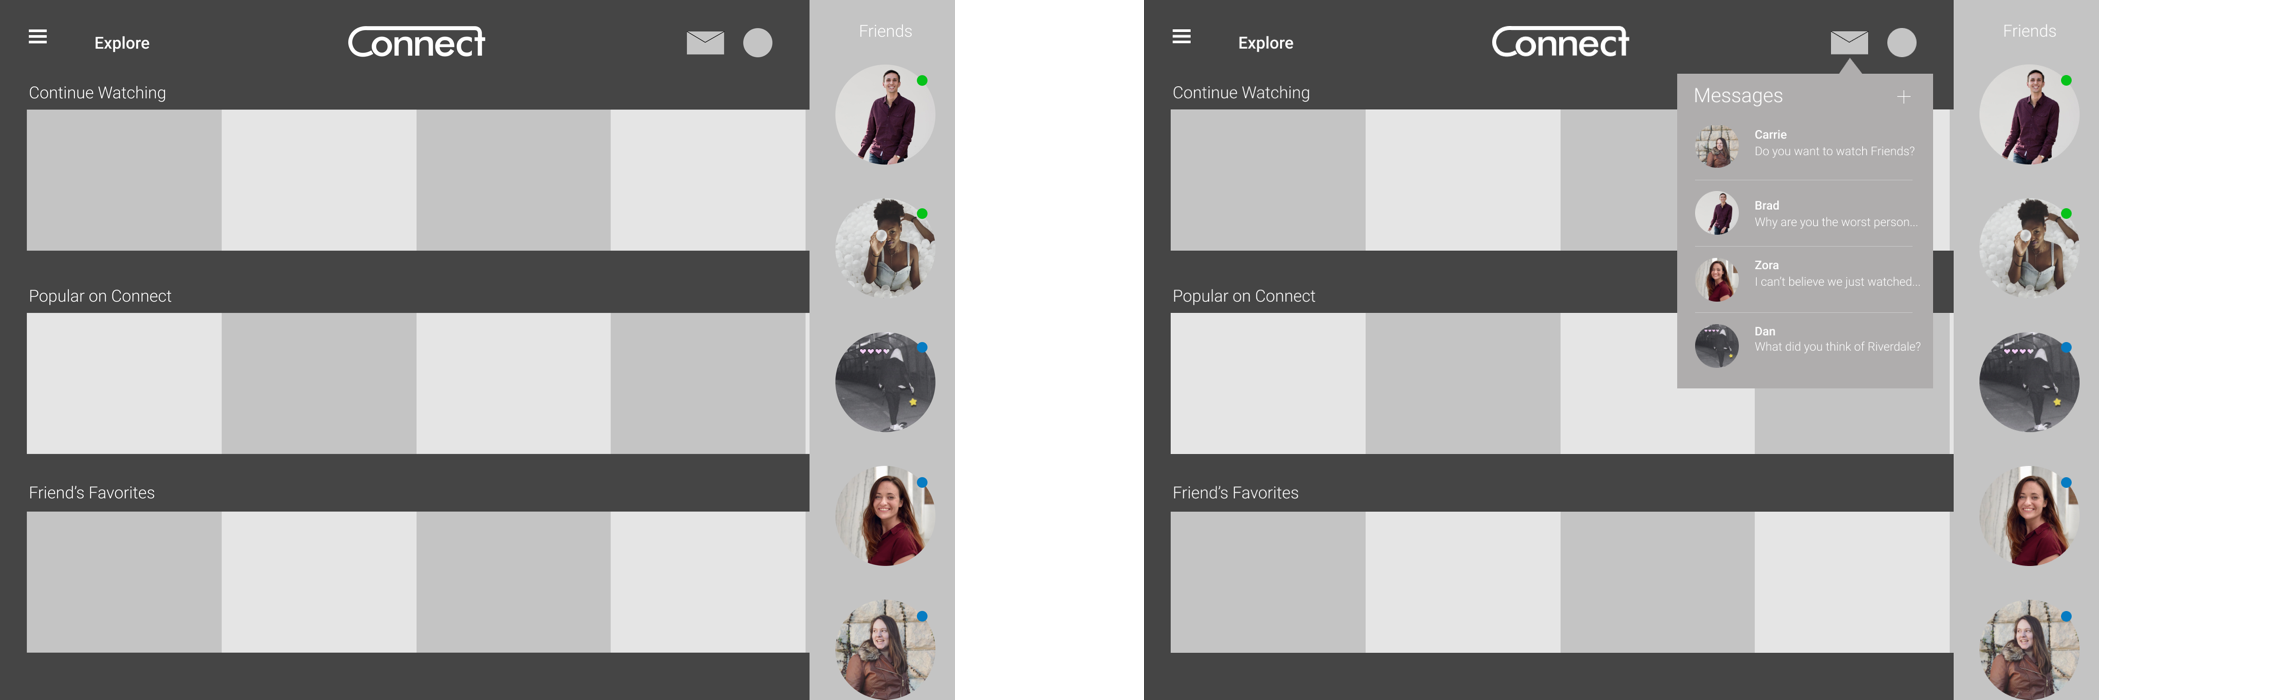 Explore
Connect
Friends
Continue Watching
Popular on Connect
Friend's Favorites
Explore
Connect
Friends
Continue Watching
Messages
Carrie
Do you want to watch Friends?
Brad
Why are you the worst person...
Zora
I can't believe we just watched...
Dan
What did you think of Riverdale?
Popular on Connect
Friend's Favorites